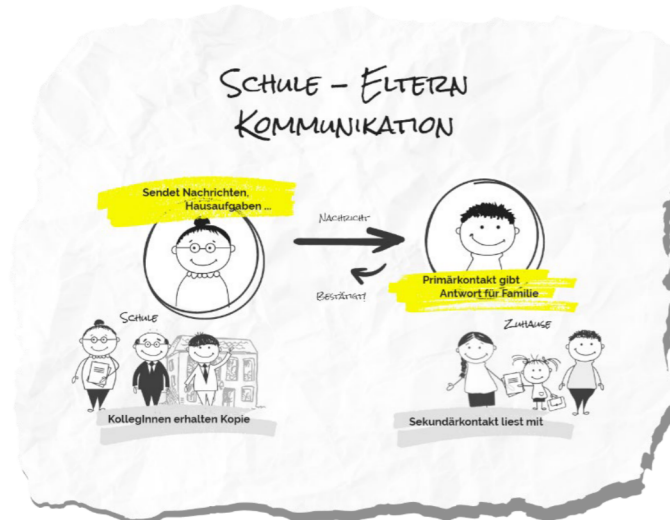 Schule – Eltern
Kommunikation
Sendet Nachrichten,
Hausaufgaben ...
Nachricht
Bestätigt!
Primärkontakt gibt
Antwort für Familie
Schule
Zuhause
KollegInnen erhalten Kopie
Sekundärkontakt liest mit